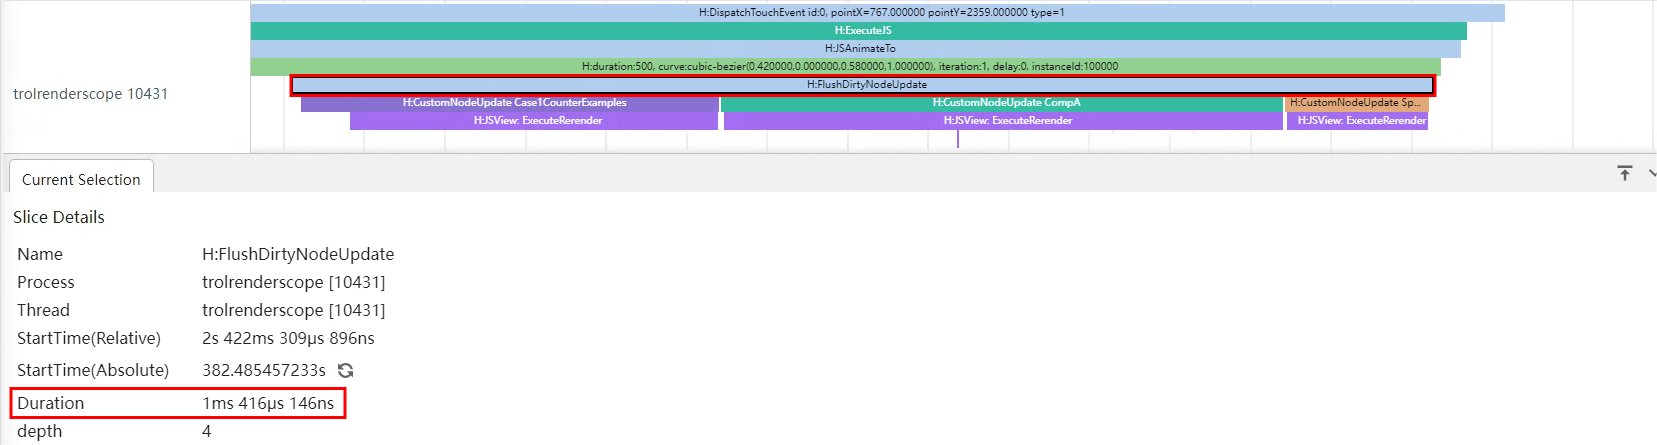 H:DispatchTouchEvent id:0, pointX=767.000000 pointY=2359.000000 type=1
H:ExecuteJS
H:JSAnimateTo
H:duration:500, curve:cubic-bezier(0.420000,0.000000,0.580000,1.000000), iteration:1, delay:0, instanceId:100000
H:FlushDirtyNodeUpdate
trolrenderscope 10431
H:CustomNodeUpdate Case1CounterExamples H:CustomNodeUpdate CompA H:CustomNodeUpdate Sp...
H:JSView: ExecuteRerender H:JSView: ExecuteRerender H:JSView: ExecuteRerender
Current Selection
Slice Details
Name H:FlushDirtyNodeUpdate
Process trolrenderscope [10431]
Thread trolrenderscope [10431]
StartTime(Relative) 2s 422ms 309μs 896ns
StartTime(Absolute) 382.485457233s
Duration 1ms 416μs 146ns
depth 4